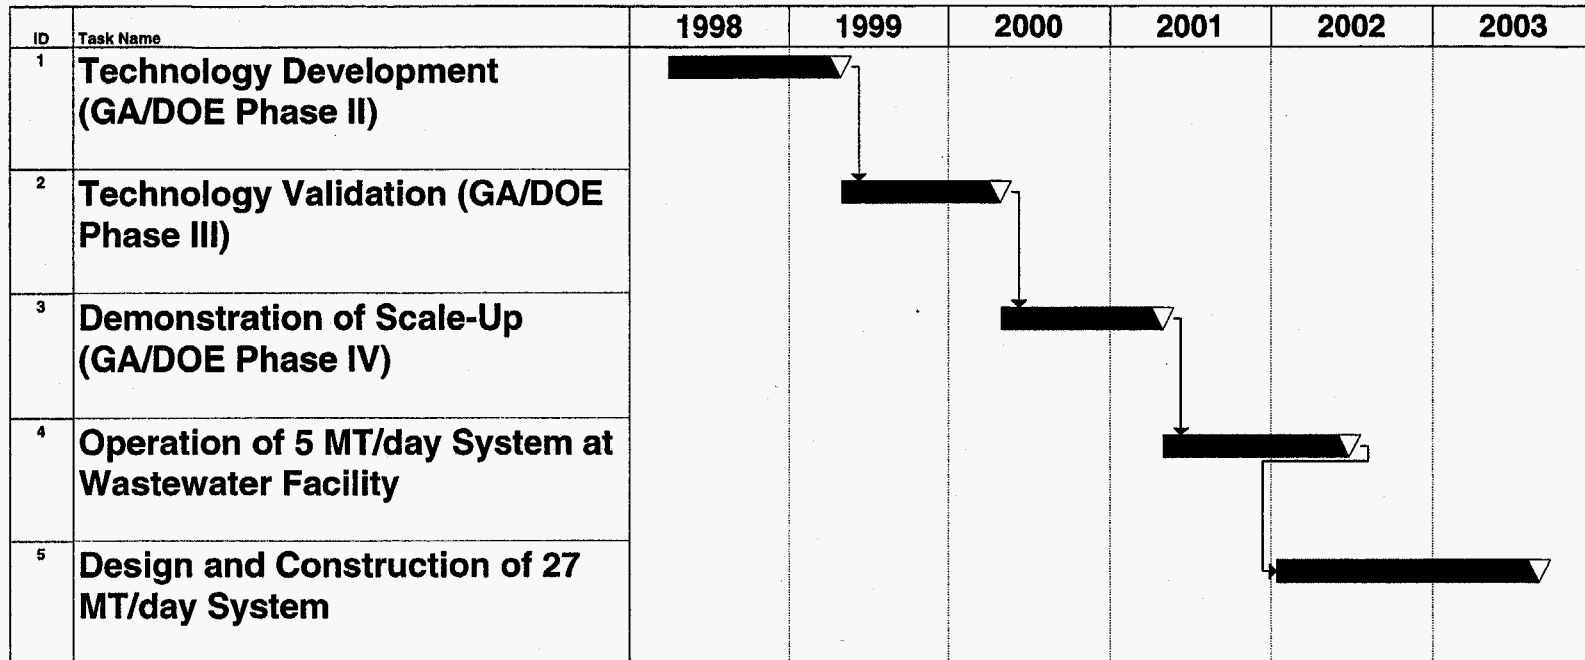 ID Task Name 1998 1999 2000 2001 2002 2003
1 Technology Development
(GA/DOE Phase II)
2 Technology Validation (GA/DOE
Phase III)
3 Demonstration of Scale-Up
(GA/DOE Phase IV)
4 Operation of 5 MT/day System at
Wastewater Facility
5 Design and Construction of 27
MT/day System